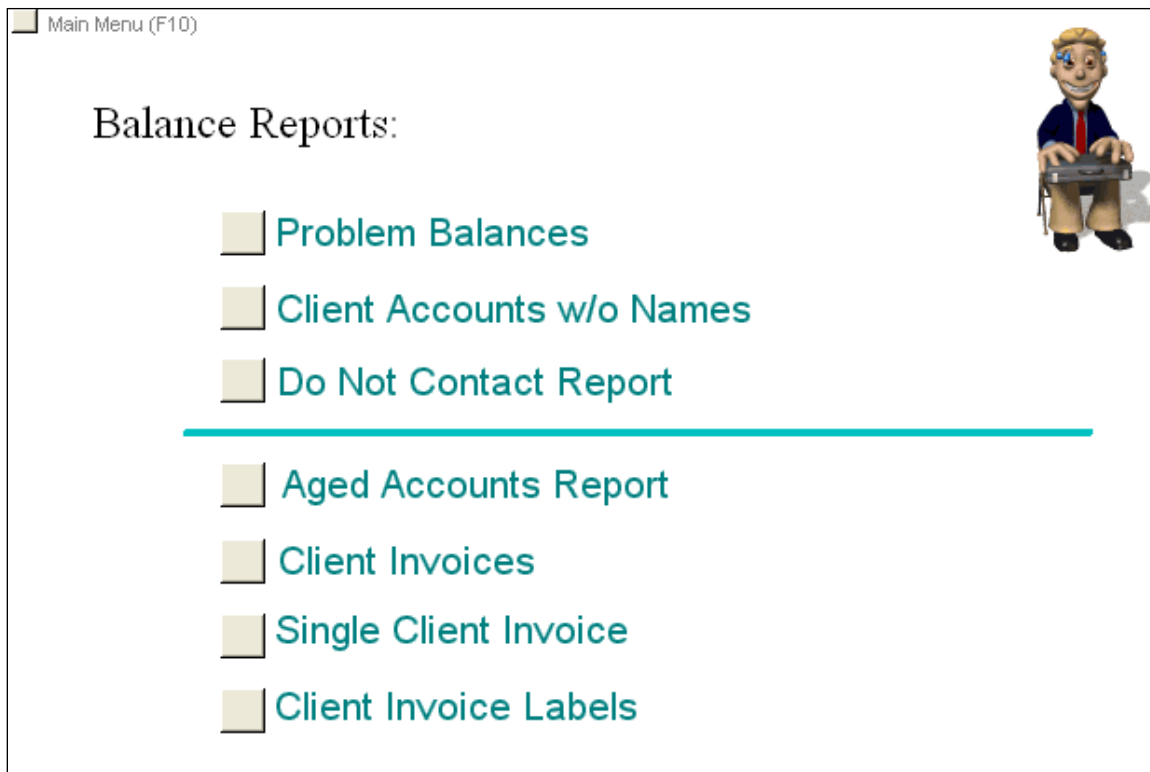 Main Menu (F10)
Balance Reports:
Problem Balances
Client Accounts w/o Names
Do Not Contact Report
Aged Accounts Report
Client Invoices
Single Client Invoice
Client Invoice Labels